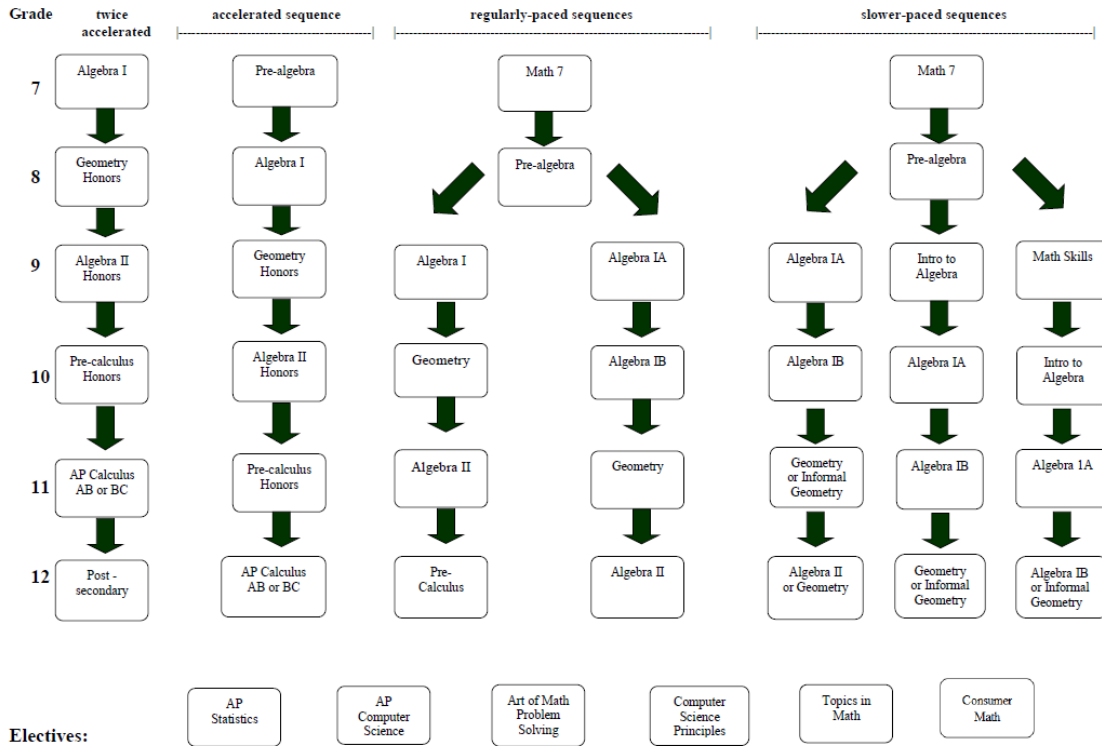 Grade
twice
accelerated
accelerated sequence
regularly-paced sequences
slower-paced sequences
|---------------------------------------|
|---------------------------------------------------------------|
|-------------------------------------------------------------------|
7
Algebra I
Pre-algebra
Math 7
Math 7
8
Geometry
Honors
Algebra I
Pre-algebra
Pre-algebra
9
Algebra II
Honors
Geometry
Honors
Algebra I
Algebra IA
Algebra IA
Intro to
Algebra
Math Skills
10
Pre-calculus
Honors
Algebra II
Honors
Geometry
Algebra IB
Algebra IB
Algebra IA
Intro to
Algebra
11
AP Calculus
AB or BC
Pre-calculus
Honors
Algebra II
Geometry
Geometry
or Informal
Geometry
Algebra IB
Algebra 1A
12
Post -
secondary
AP Calculus
AB or BC
Pre-
Calculus
Algebra II
Algebra II
or Geometry
Geometry
or Informal
Geometry
Algebra IB
or Informal
Geometry
Electives:
AP
Statistics
AP
Computer
Science
Art of Math
Problem
Solving
Computer
Science
Principles
Topics in
Math
Consumer
Math